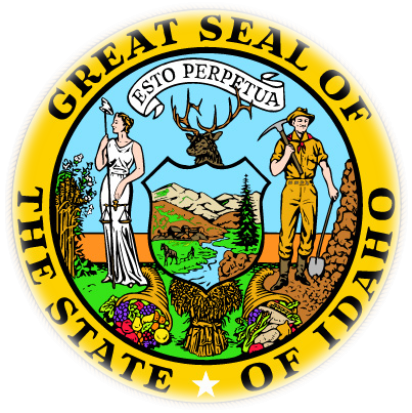 GREAT SEAL OF
THE STATE OF IDAHO
ESTO PERPETUA